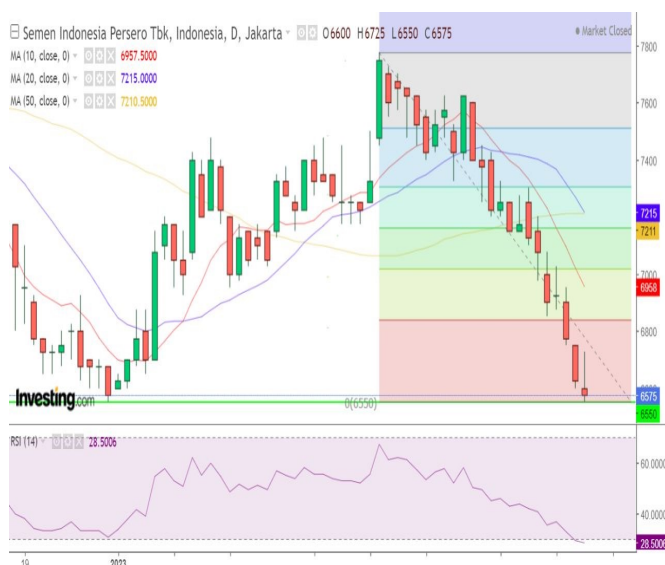 Semen Indonesia Persero Tbk, Indonesia, D, Jakarta O6600 H6725 L6550 C6575
Market Closed
MA (10, close, 0) 6957.5000
MA (20, close, 0) 7215.0000
MA (50, close, 0) 7210.5000
7800
7600
7400
7215
7211
7000
6958
6800
6575
6550
Investing.com
0(6550)
RSI (14) 28.5006
60.0000
40.0000
28.5006
19
2023